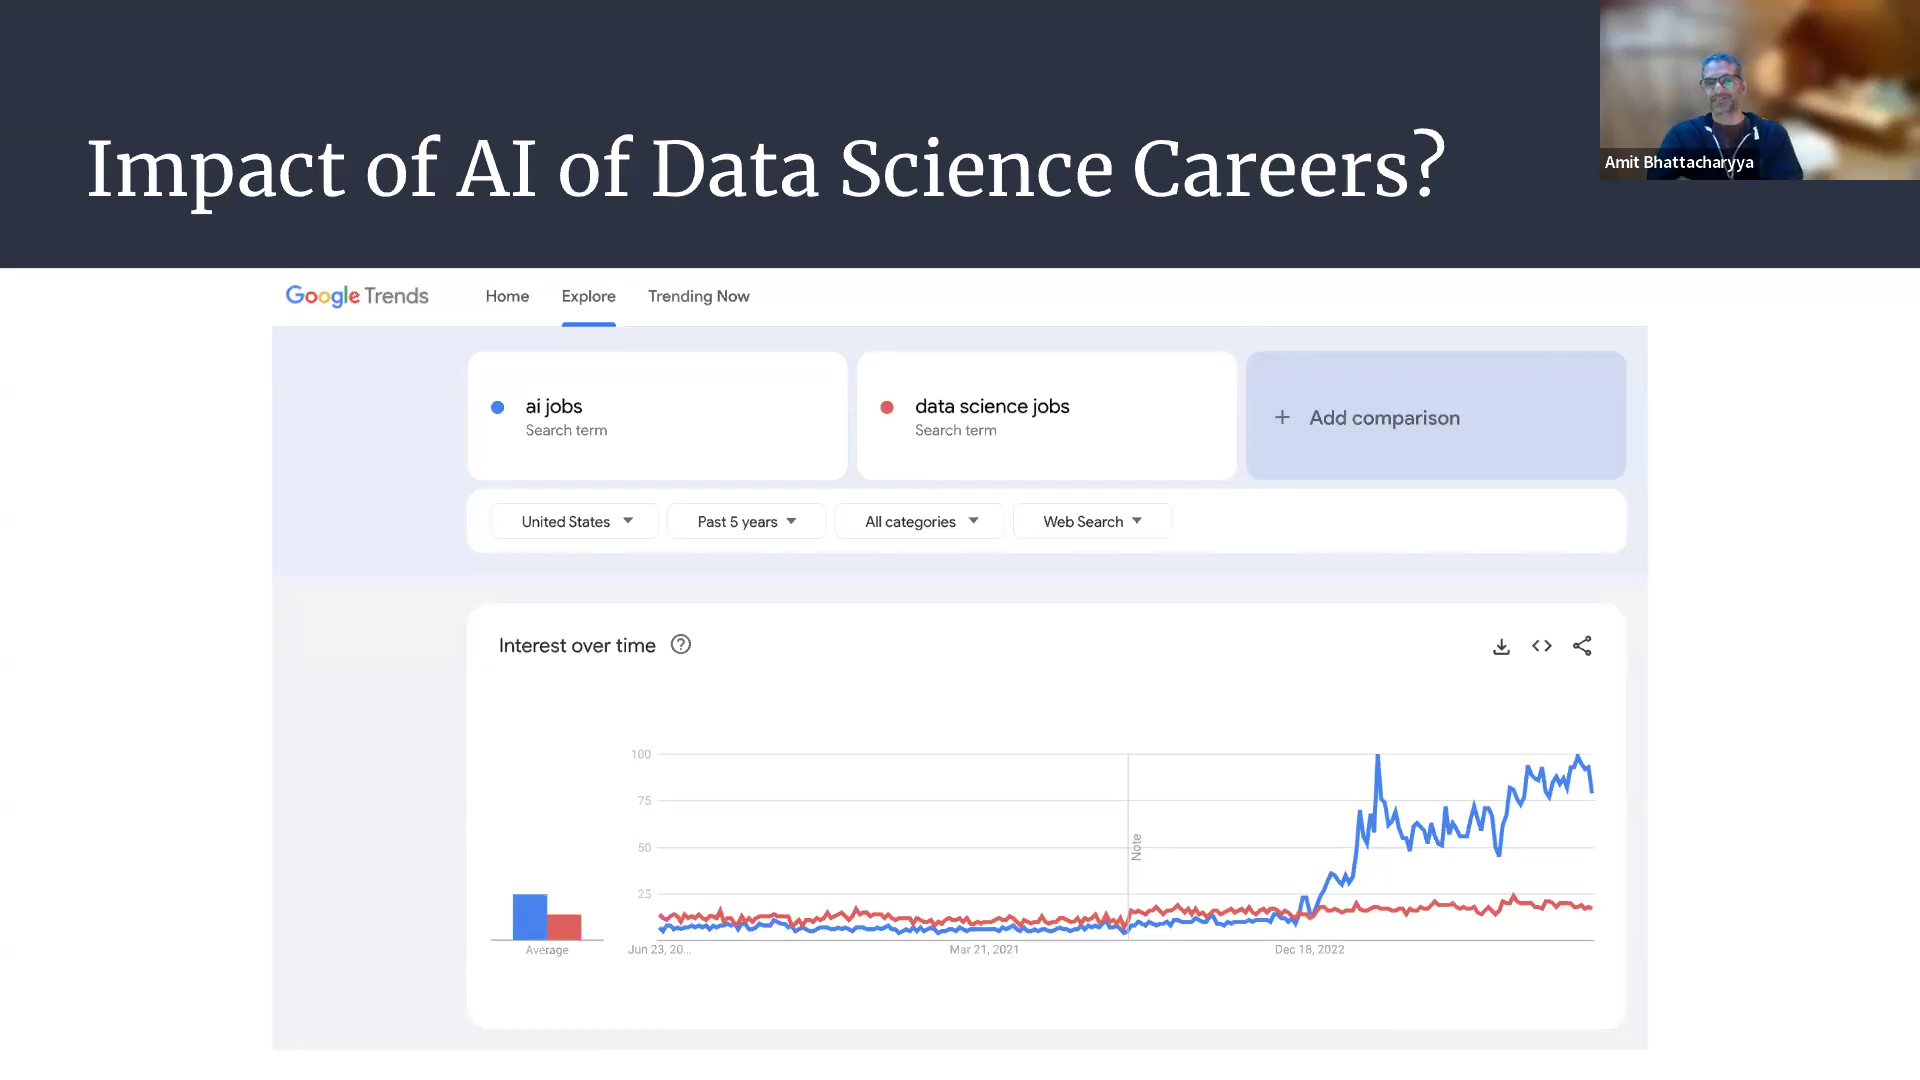 Impact of AI of Data Science Careers?
Amit Bhattacharyya
Google Trends Home Explore Trending Now
ai jobs
Search term
data science jobs
Search term
+ Add comparison
United States Past 5 years All categories Web Search
Interest over time ?
100
75
50
25
Note
Average
Jun 23, 20... Mar 21, 2021 Dec 18, 2022